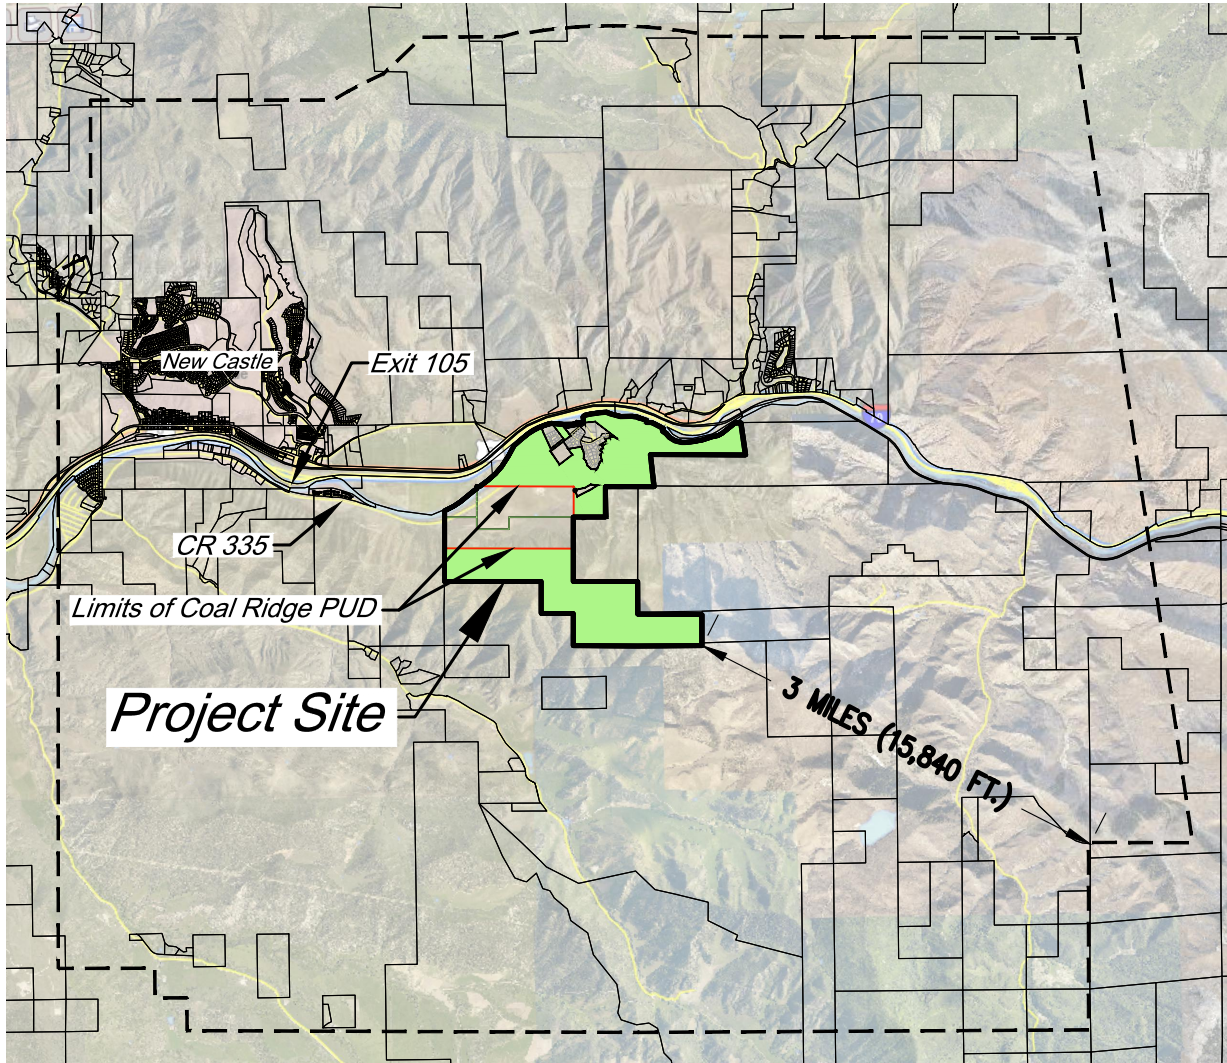 New Castle
Exit 105
CR 335
Limits of Coal Ridge PUD
Project Site
3 MILES (15,840 FT.)